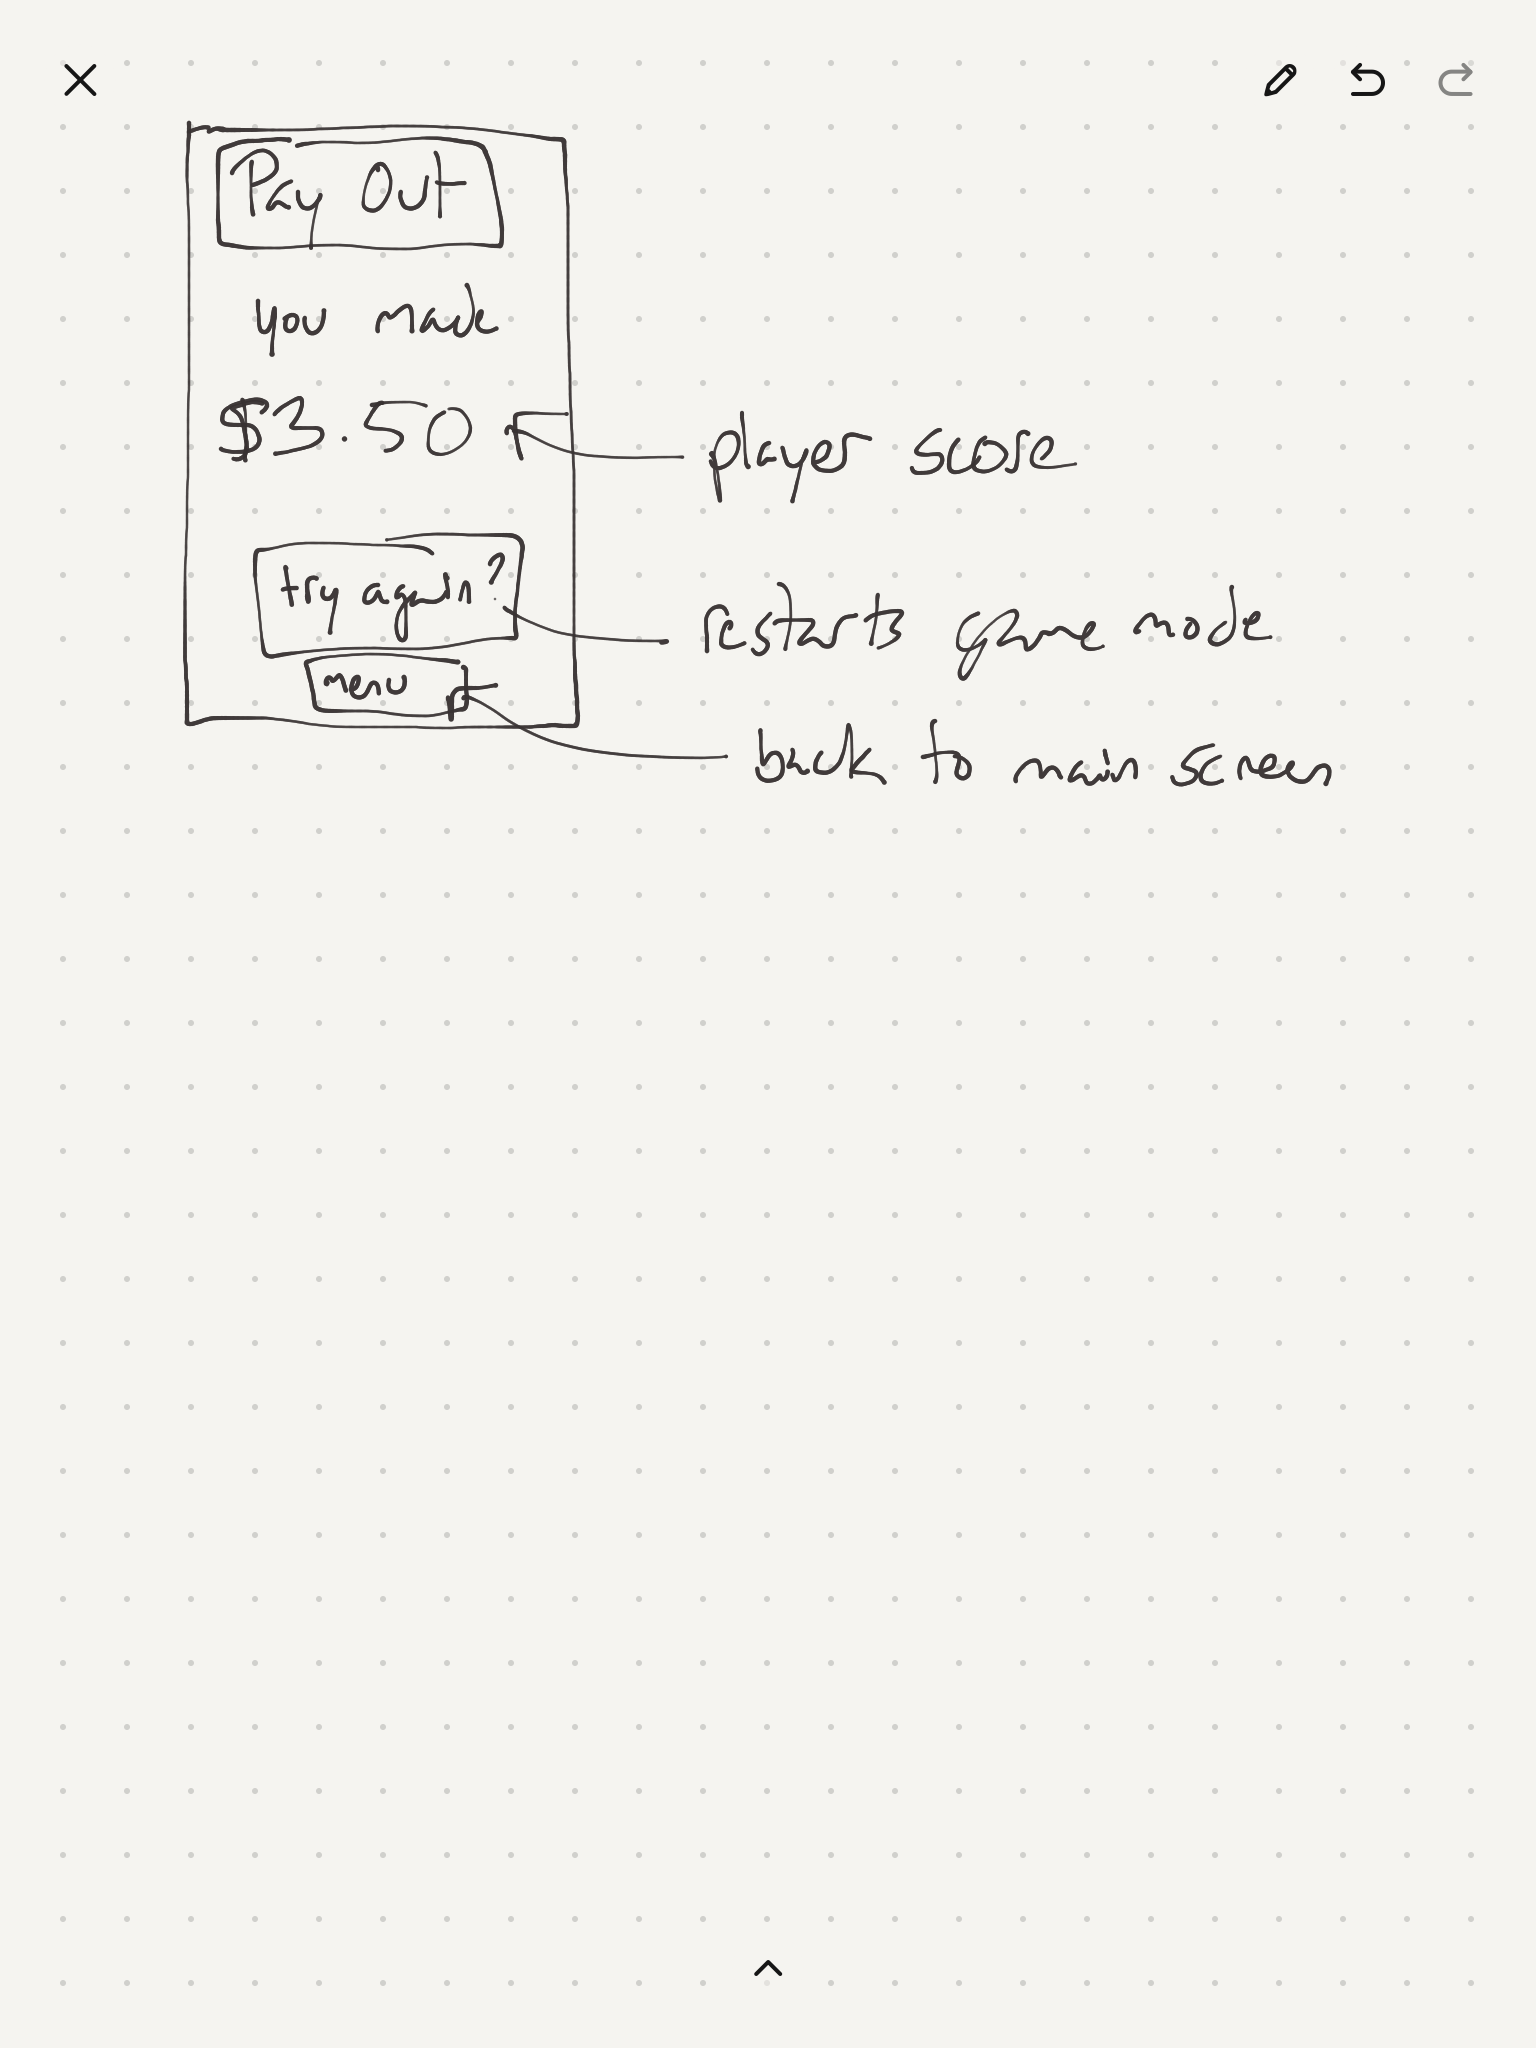 Pay Out
you made
$3.50
player score
try again?
restarts game mode
menu
back to main screen